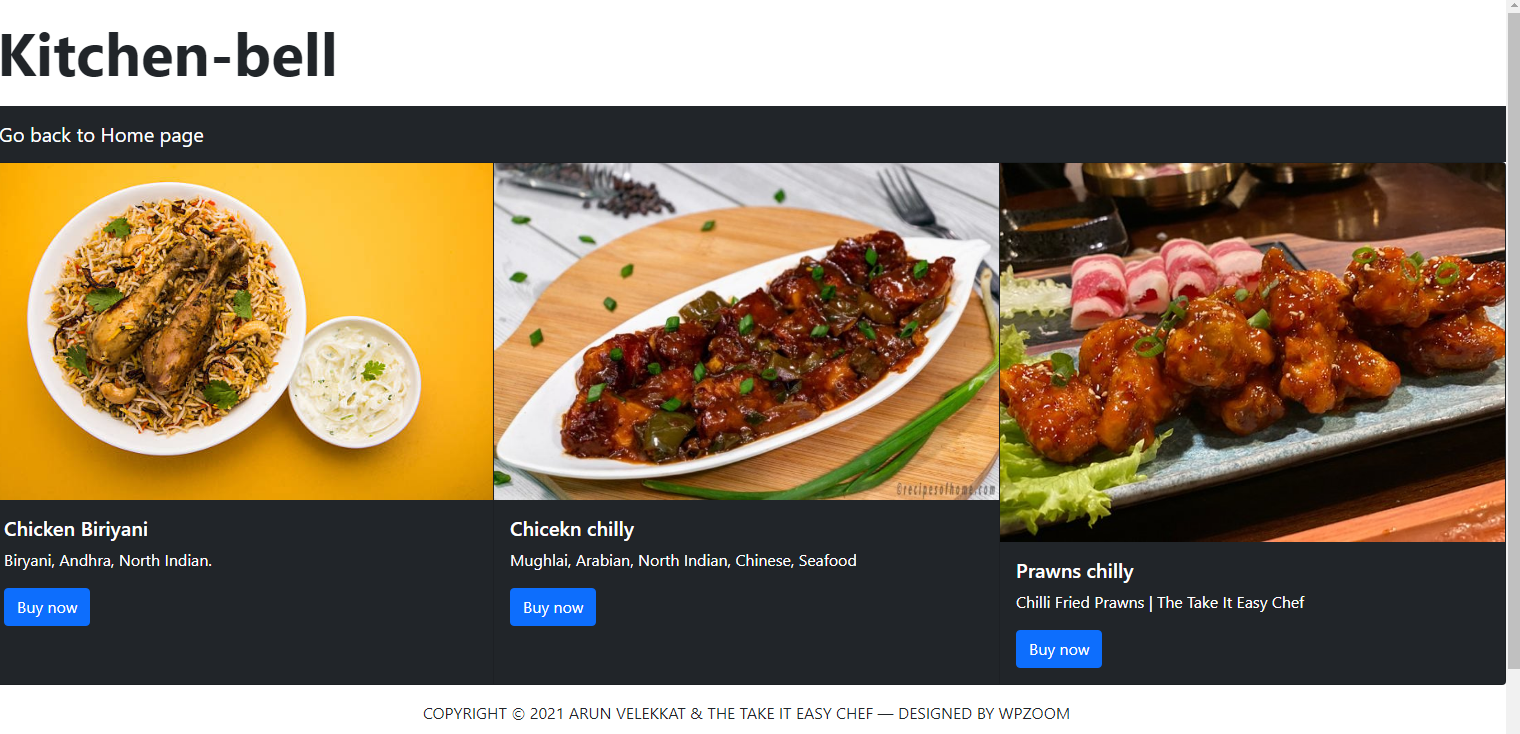 Kitchen-bell
Go back to Home page
©recipesofhome.com
Chicken Biriyani
Biryani, Andhra, North Indian.
Buy now
Chicekn chilly
Mughlai, Arabian, North Indian, Chinese, Seafood
Buy now
Prawns chilly
Chilli Fried Prawns | The Take It Easy Chef
Buy now
COPYRIGHT © 2021 ARUN VELEKKAT & THE TAKE IT EASY CHEF — DESIGNED BY WPZOOM